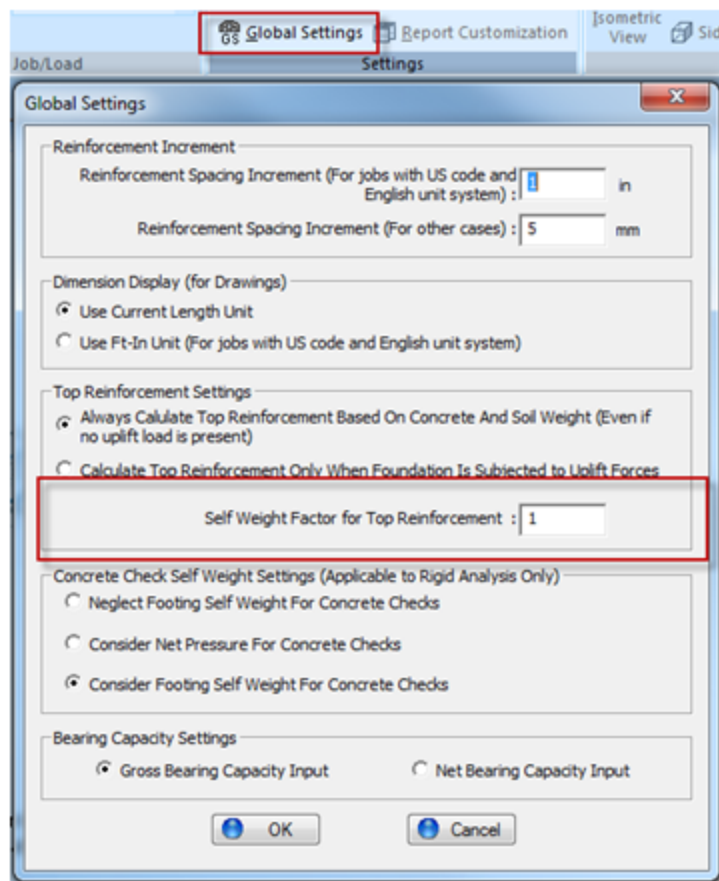 Isometric
GS Global Settings Report Customization View Sid
Job/Load Settings
Global Settings
Reinforcement Increment
Reinforcement Spacing Increment (For jobs with US code and
English unit system) : 1 in
Reinforcement Spacing Increment (For other cases) : 5 mm
Dimension Display (for Drawings)
Use Current Length Unit
Use Ft-In Unit (For jobs with US code and English unit system)
Top Reinforcement Settings
Always Calulate Top Reinforcement Based On Concrete And Soil Weight (Even if
no uplift load is present)
Calculate Top Reinforcement Only When Foundation Is Subjected to Uplift Forces
Self Weight Factor for Top Reinforcement : 1
Concrete Check Self Weight Settings (Applicable to Rigid Analysis Only)
Neglect Footing Self Weight For Concrete Checks
Consider Net Pressure For Concrete Checks
Consider Footing Self Weight For Concrete Checks
Bearing Capacity Settings
Gross Bearing Capacity Input Net Bearing Capacity Input
OK Cancel